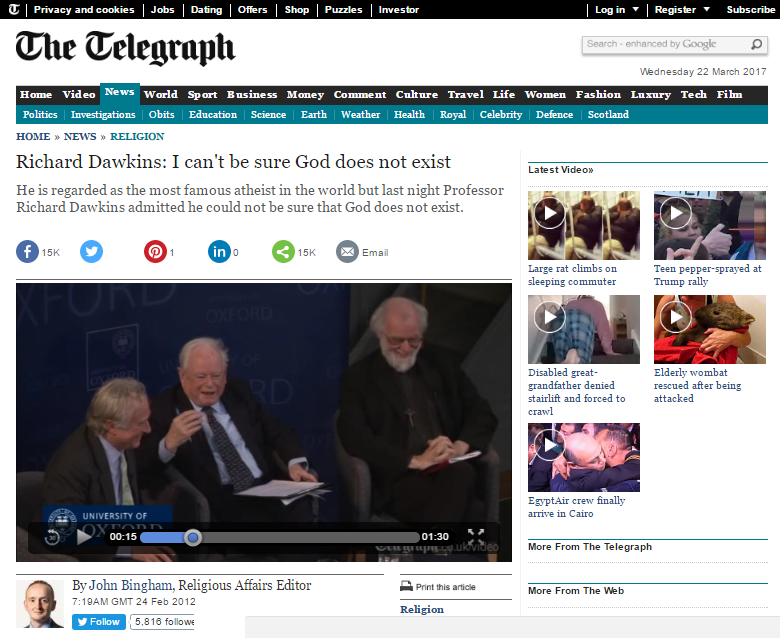 Privacy and cookies Jobs Dating Offers Shop Puzzles Investor Log in Register Subscribe
The Telegraph
Search - enhanced by Google
Wednesday 22 March 2017
Home Video News World Sport Business Money Comment Culture Travel Life Women Fashion Luxury Tech Film
Politics Investigations Obits Education Science Earth Weather Health Royal Celebrity Defence Scotland
HOME » NEWS » RELIGION
Richard Dawkins: I can't be sure God does not exist
He is regarded as the most famous atheist in the world but last night Professor
Richard Dawkins admitted he could not be sure that God does not exist.
15K 1 in 0 15K Email
OXFORD
OXFORD
UNIVERSITY OF
OXFORD
30 00:15 01:30
By John Bingham, Religious Affairs Editor
7:19AM GMT 24 Feb 2012
Follow 5,816 followe
Print this article
Religion
Latest Video»
Large rat climbs on
sleeping commuter
Teen pepper-sprayed at
Trump rally
Disabled great-
grandfather denied
stairlift and forced to
crawl
Elderly wombat
rescued after being
attacked
EgyptAir crew finally
arrive in Cairo
More From The Telegraph
More From The Web